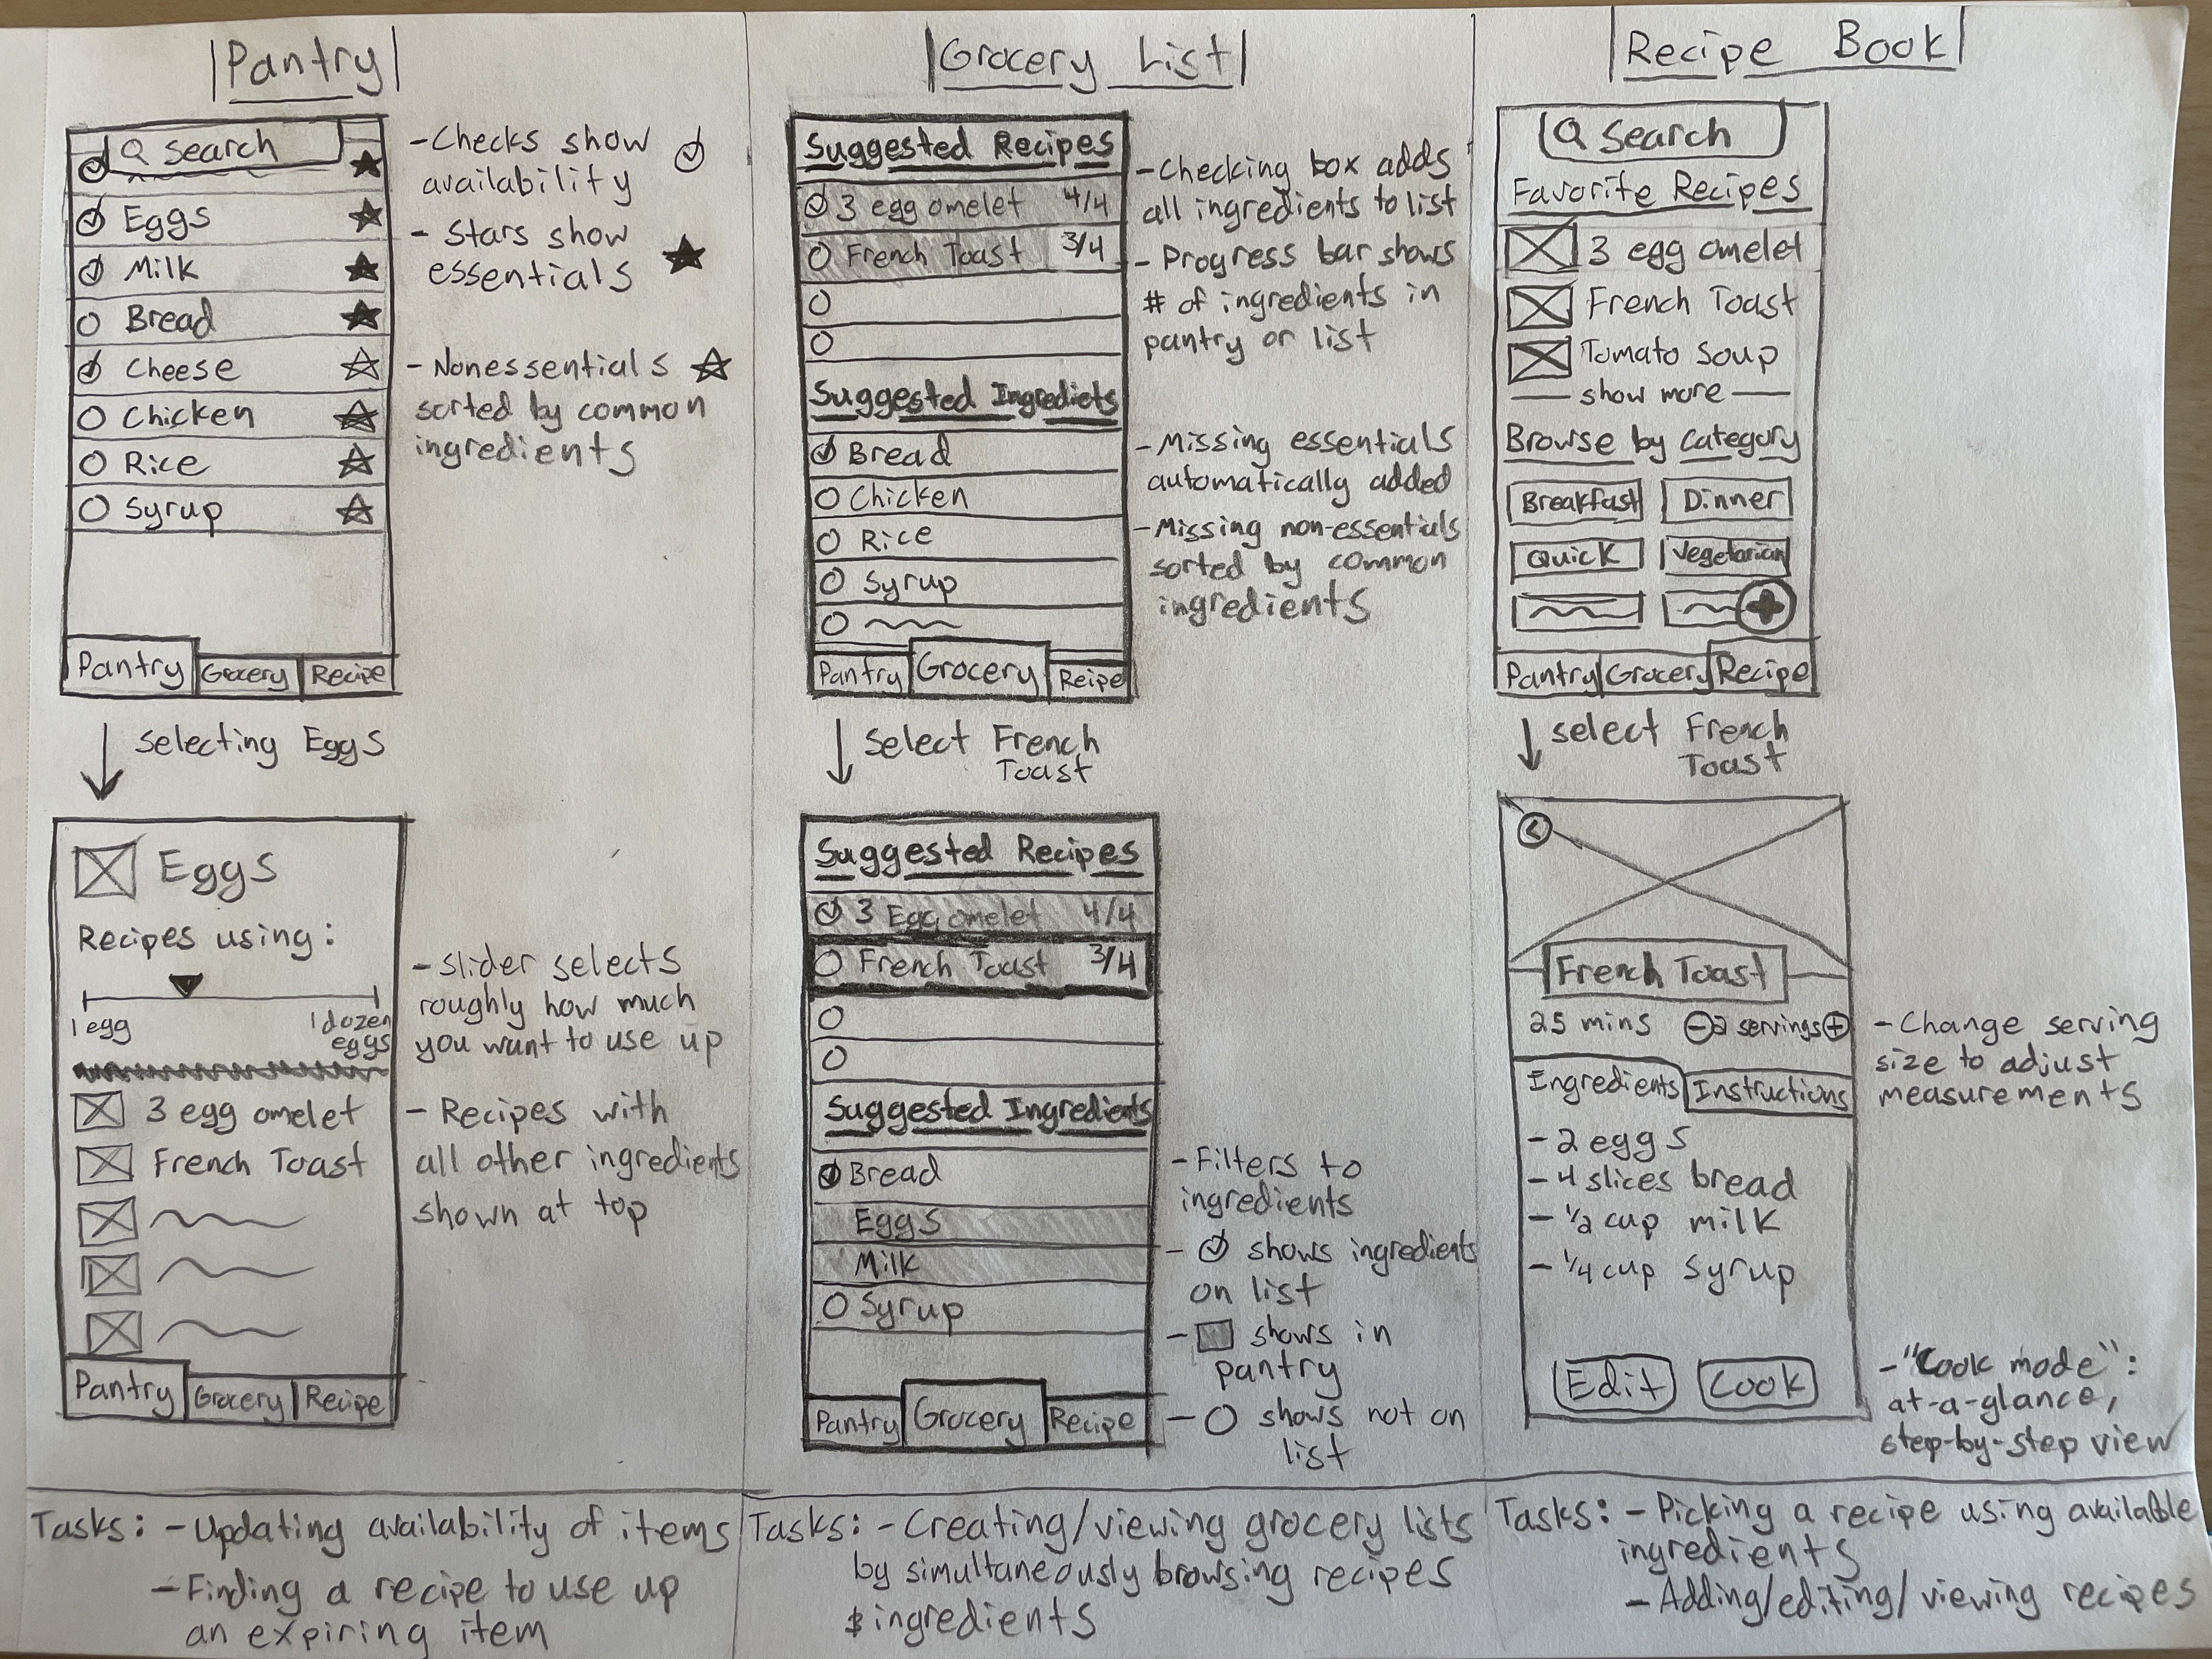 Pantry
Search
Eggs
Milk
Bread
Cheese
Chicken
Rice
Syrup
Pantry Grocery Recipe
- Checks show
availability
- Stars show
essentials
- Nonessentials
sorted by common
ingredients
selecting Eggs
Eggs
Recipes using:
1 egg
1 dozen
eggs
3 egg omelet
French Toast
Pantry Grocery Recipe
- Slider selects
roughly how much
you want to use up
- Recipes with
all other ingredients
shown at top
Tasks: - Updating availability of items
- Finding a recipe to use up
an expiring item
Grocery List
Suggested Recipes
3 egg omelet 4/4
French Toast 3/4
Suggested Ingrediets
Bread
Chicken
Rice
Syrup
Pantry Grocery Reipe
- Checking box adds
all ingredients to list
- Progress bar shows
# of ingredients in
pantry or list
- Missing essentials
automatically added
- Missing non-essentials
sorted by common
ingredients
select French
Toast
Suggested Recipes
3 Egg omelet 4/4
French Toast 3/4
Suggested Ingredients
Bread
Eggs
Milk
Syrup
Pantry Grocery Recipe
- Filters to
ingredients
- shows ingredients
on list
- shows in
pantry
- shows not on
list
Tasks: - Creating/viewing grocery lists
by simultaneously browsing recipes
& ingredients
Recipe Book
Search
Favorite Recipes
3 egg omelet
French Toast
Tomato Soup
show more
Browse by category
Breakfast Dinner
Quick Vegetarian
Pantry Grocery Recipe
select French
Toast
<
French Toast
25 mins - 2 servings +
Ingredients Instructions
- 2 eggs
- 4 slices bread
- 1/2 cup milk
- 1/4 cup syrup
Edit Cook
- Change serving
size to adjust
measurements
- "Cook mode":
at-a-glance,
step-by-step view
Tasks: - Picking a recipe using available
ingredients
- Adding/editing/viewing recipes